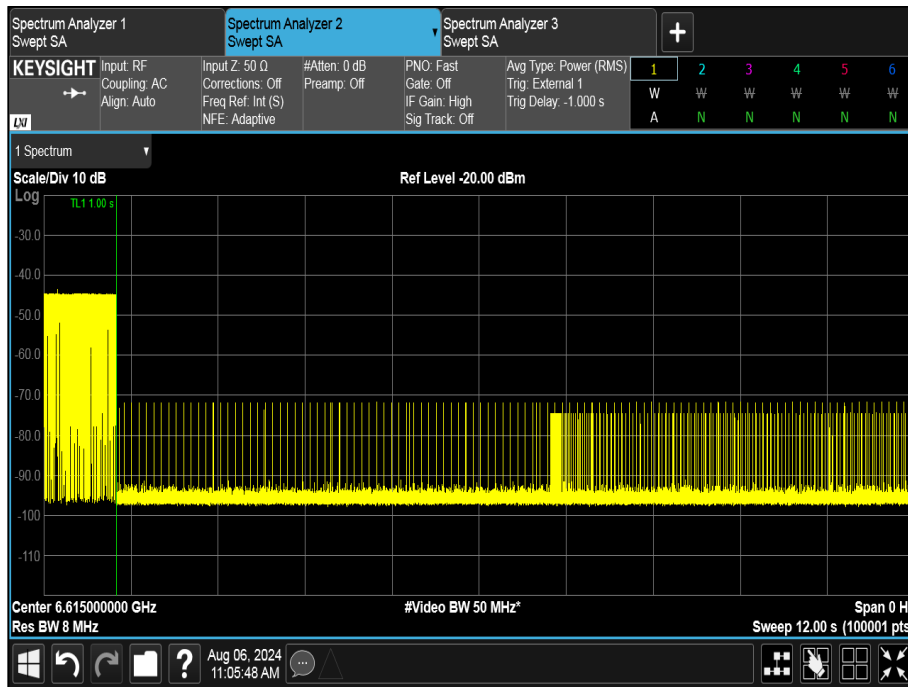 Spectrum Analyzer 1
Swept SA
Spectrum Analyzer 2
Swept SA
Spectrum Analyzer 3
Swept SA
+
KEYSIGHT
LXI
Input: RF
Coupling: AC
Align: Auto
Input Z: 50 Ω
Corrections: Off
Freq Ref: Int (S)
NFE: Adaptive
#Atten: 0 dB
Preamp: Off
PNO: Fast
Gate: Off
IF Gain: High
Sig Track: Off
Avg Type: Power (RMS)
Trig: External 1
Trig Delay: -1.000 s
1 2 3 4 5 6
W W W W W W
A N N N N N
1 Spectrum
Scale/Div 10 dB
Ref Level -20.00 dBm
Log
TL1 1.00 s
-30.0
-40.0
-50.0
-60.0
-70.0
-80.0
-90.0
-100
-110
Center 6.615000000 GHz
#Video BW 50 MHz*
Span 0 H
Res BW 8 MHz
Sweep 12.00 s (100001 pts
?
Aug 06, 2024
11:05:48 AM